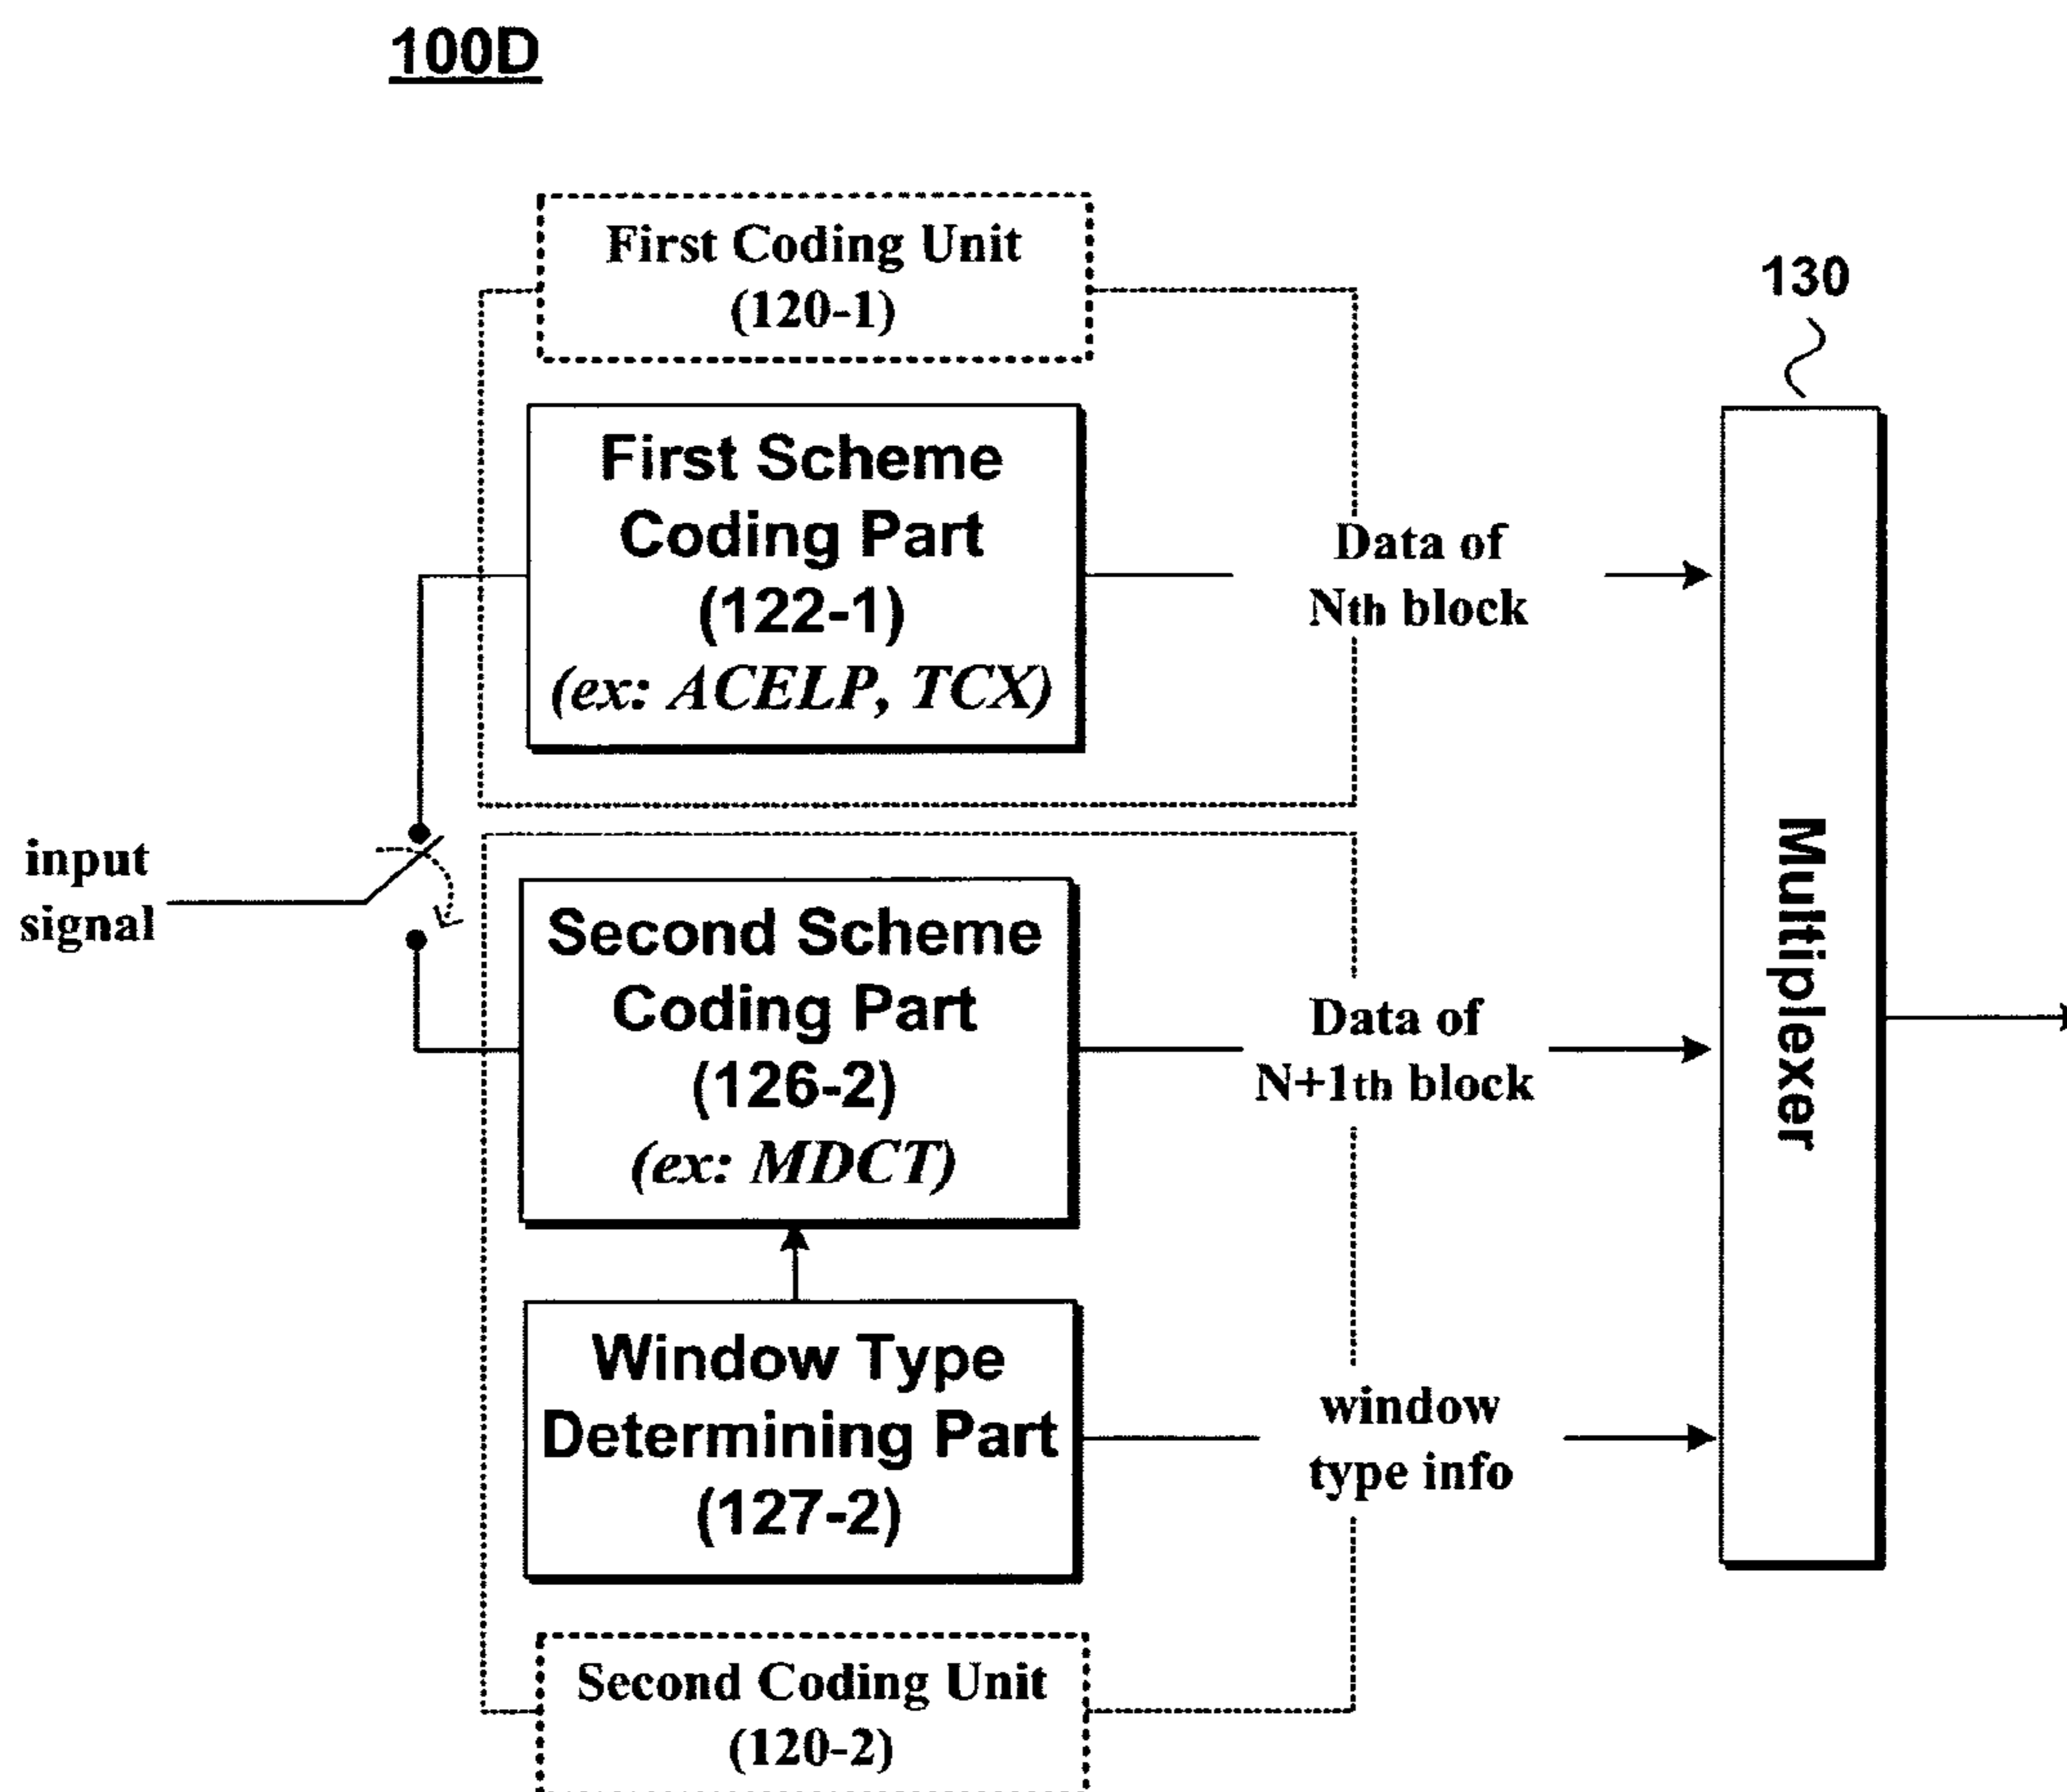 100D
First Coding Unit
(120-1)
130
First Scheme
Coding Part
(122-1)
(ex: ACELP, TCX)
Data of
Nth block
input
signal
Second Scheme
Coding Part
(126-2)
(ex: MDCT)
Data of
N+1th block
Multiplexer
Window Type
Determining Part
(127-2)
window
type info
Second Coding Unit
(120-2)